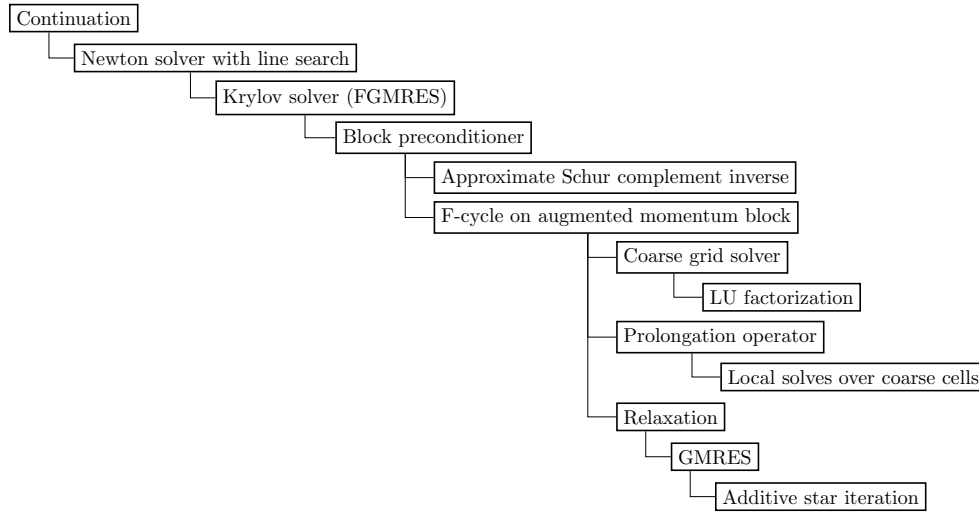 Continuation
Newton solver with line search
Krylov solver (FGMRES)
Block preconditioner
Approximate Schur complement inverse
F-cycle on augmented momentum block
Coarse grid solver
LU factorization
Prolongation operator
Local solves over coarse cells
Relaxation
GMRES
Additive star iteration